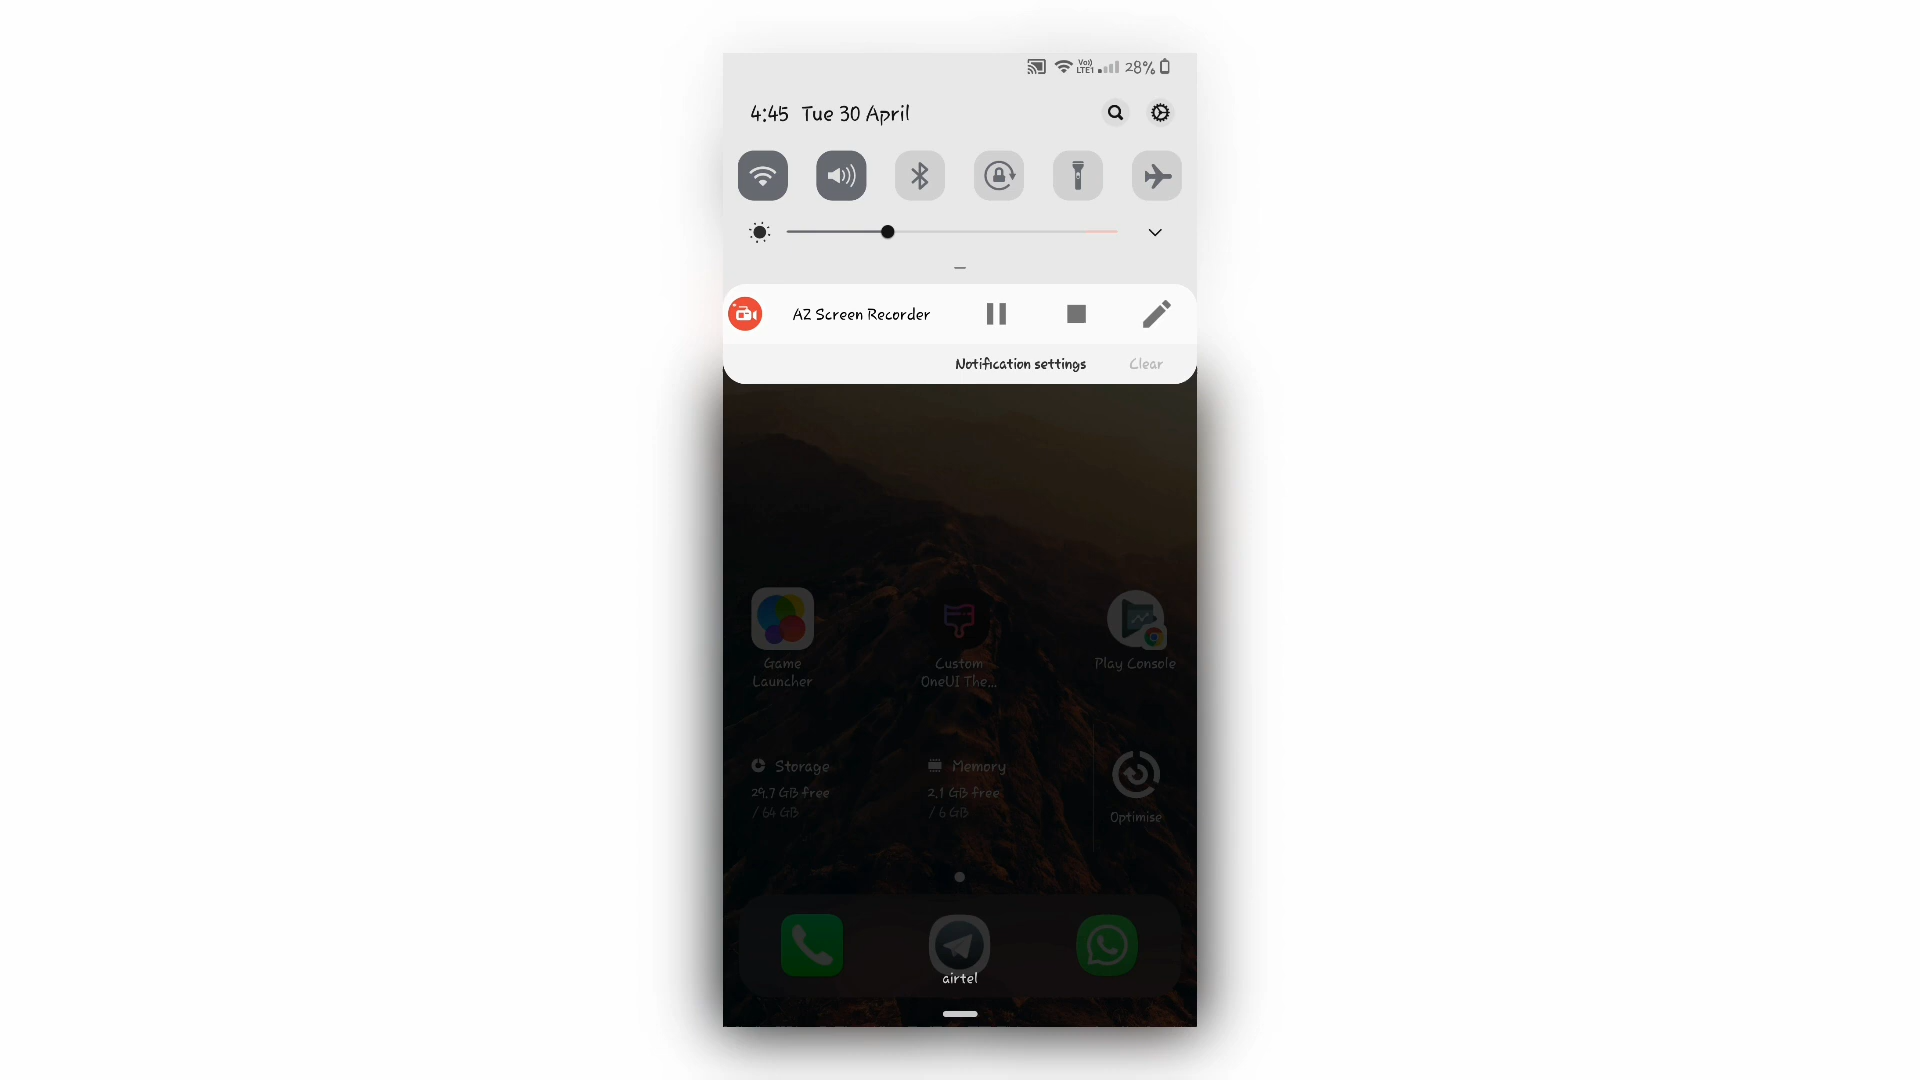 Vo))
LTE1
28%
4:45 Tue 30 April
AZ Screen Recorder
Notification settings
Clear
Game
Launcher
Custom
OneUI The...
Play Console
Storage
29.7 GB free
/ 64 GB
Memory
2.1 GB free
/ 6 GB
Optimise
airtel